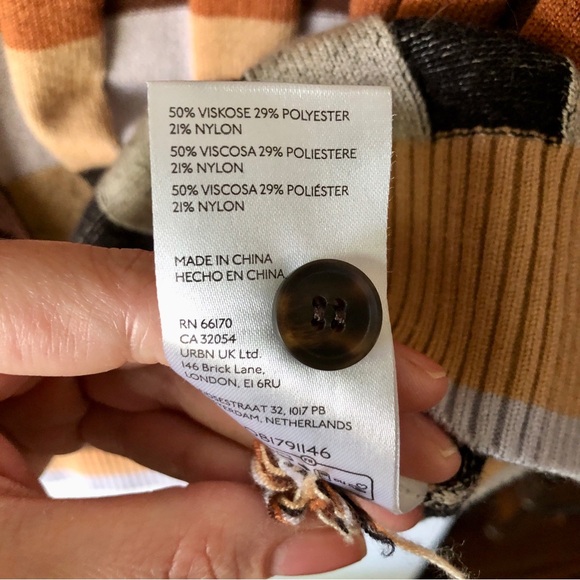 50% VISKOSE 29% POLYESTER
21% NYLON
50% VISCOSA 29% POLIESTERE
21% NYLON
50% VISCOSA 29% POLIÉSTER
21% NYLON
MADE IN CHINA
HECHO EN CHINA
RN 66170
CA 32054
URBN UK Ltd.
146 Brick Lane,
LONDON, E1 6RU
32, 1017 PB
NETHERLANDS